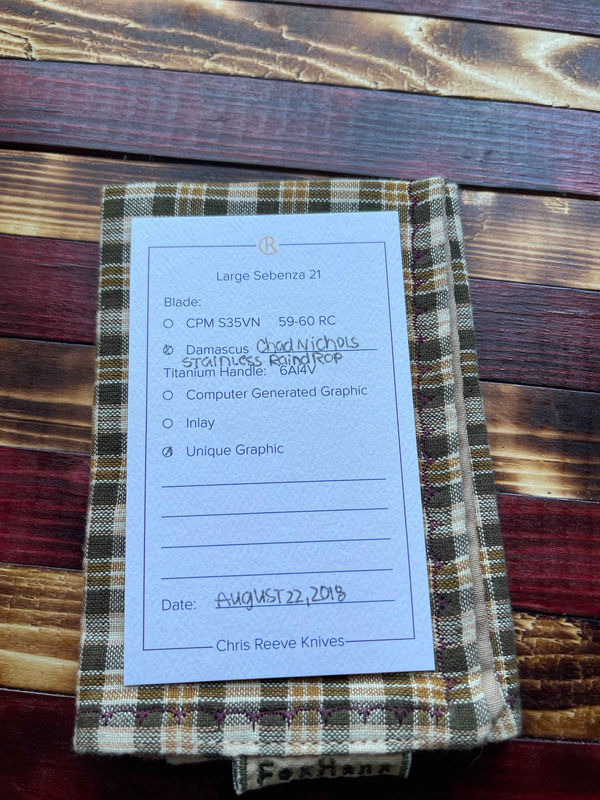 Large Sebenza 21
Blade:
CPM S35VN 59-60 RC
Damascus Chad Nichols
Stainless Raindrop
Titanium Handle: 6Al4V
Computer Generated Graphic
Inlay
Unique Graphic
Date: August 22, 2018
Chris Reeve Knives